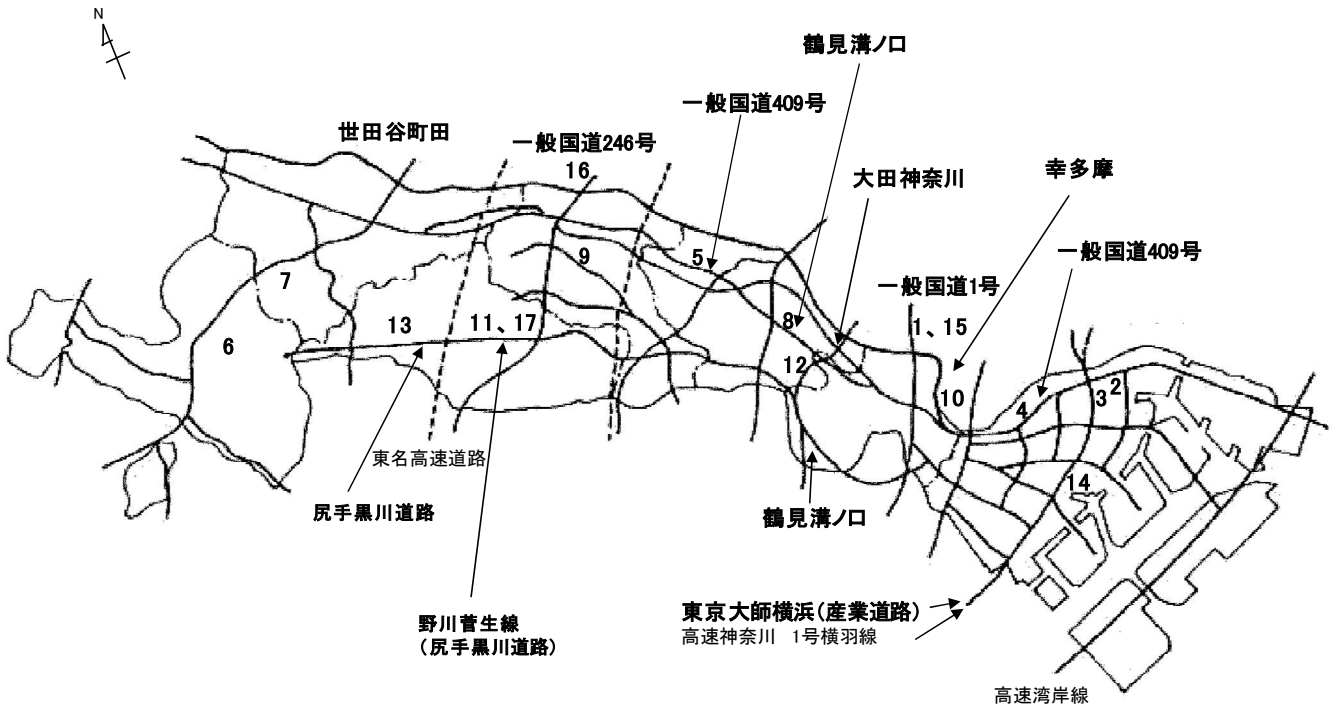 N
鶴見溝ノ口
一般国道409号
世田谷町田
一般国道246号
16
大田神奈川
幸多摩
一般国道409号
5
9
7
一般国道1号
1、15
8
13
11、17
6
12
10
4
3
2
東名高速道路
14
尻手黒川道路
鶴見溝ノ口
野川菅生線
（尻手黒川道路）
東京大師横浜（産業道路）
高速神奈川　1号横羽線
高速湾岸線